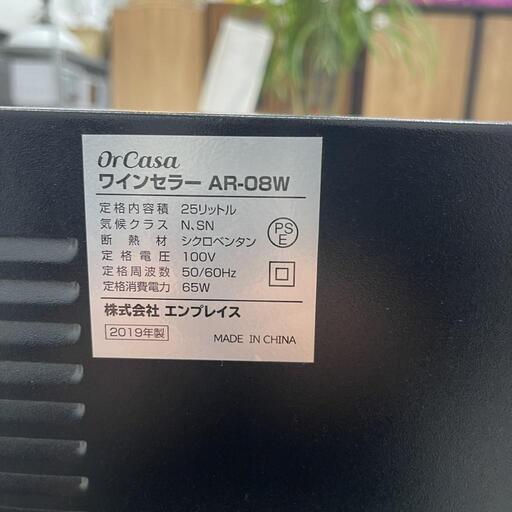 OrCasa
ワインセラー AR-08W
定格内容積 25リットル
気候クラス N、SN
断熱材 シクロペンタン
定格電圧 100V
定格周波数 50/60Hz
定格消費電力 65W
PS
E
株式会社 エンプレイス
2019年製
MADE IN CHINA